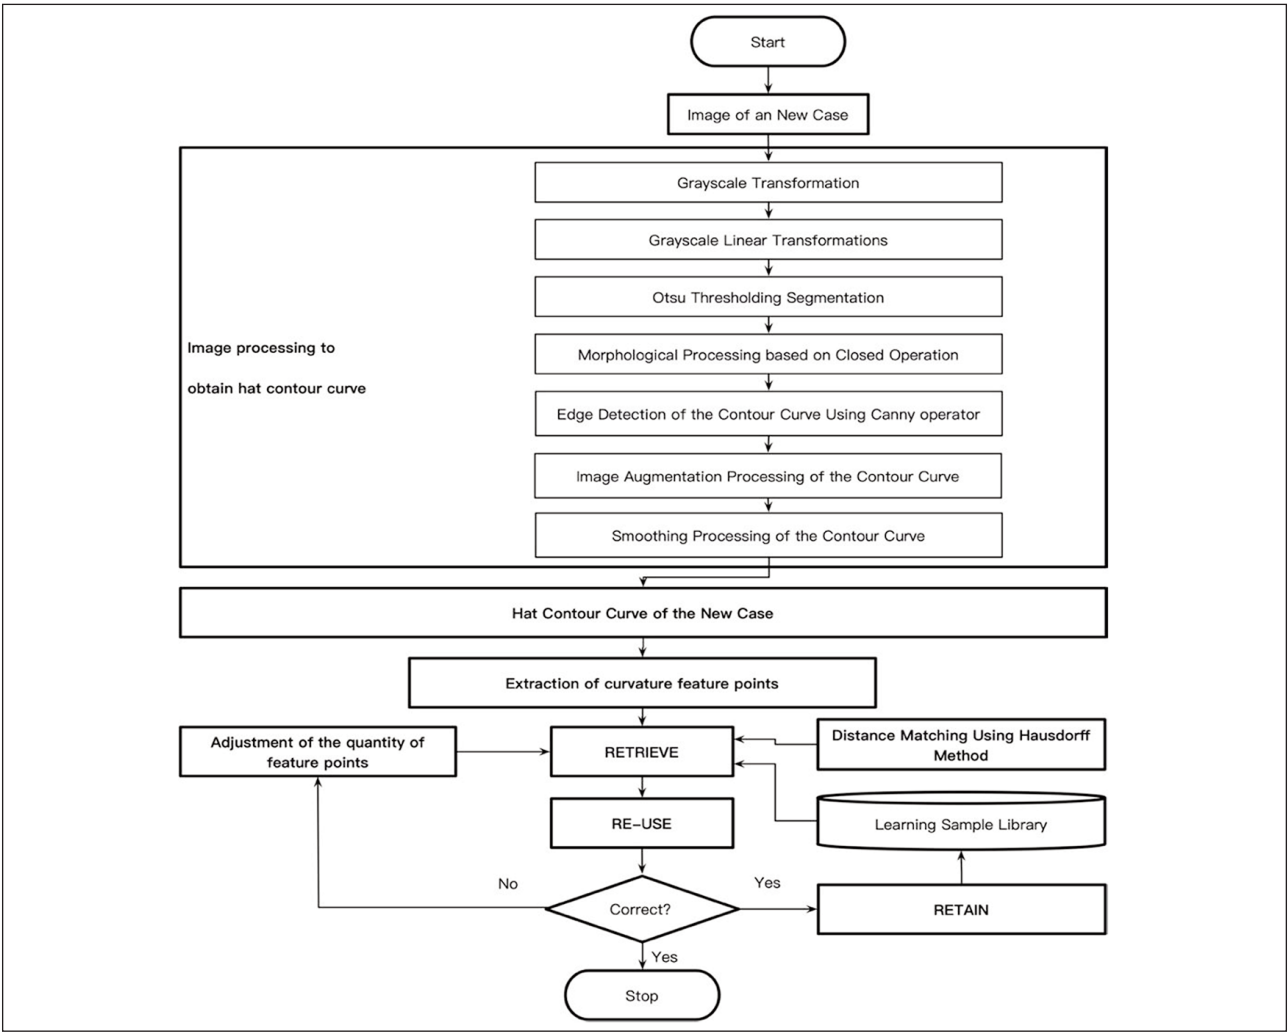 Start
Image of an New Case
Grayscale Transformation
Grayscale Linear Transformations
Otsu Thresholding Segmentation
Image processing to
obtain hat contour curve
Morphological Processing based on Closed Operation
Edge Detection of the Contour Curve Using Canny operator
Image Augmentation Processing of the Contour Curve
Smoothing Processing of the Contour Curve
Hat Contour Curve of the New Case
Extraction of curvature feature points
Adjustment of the quantity of
feature points
RETRIEVE
Distance Matching Using Hausdorff
Method
RE-USE
Learning Sample Library
No
Yes
Correct?
RETAIN
Yes
Stop